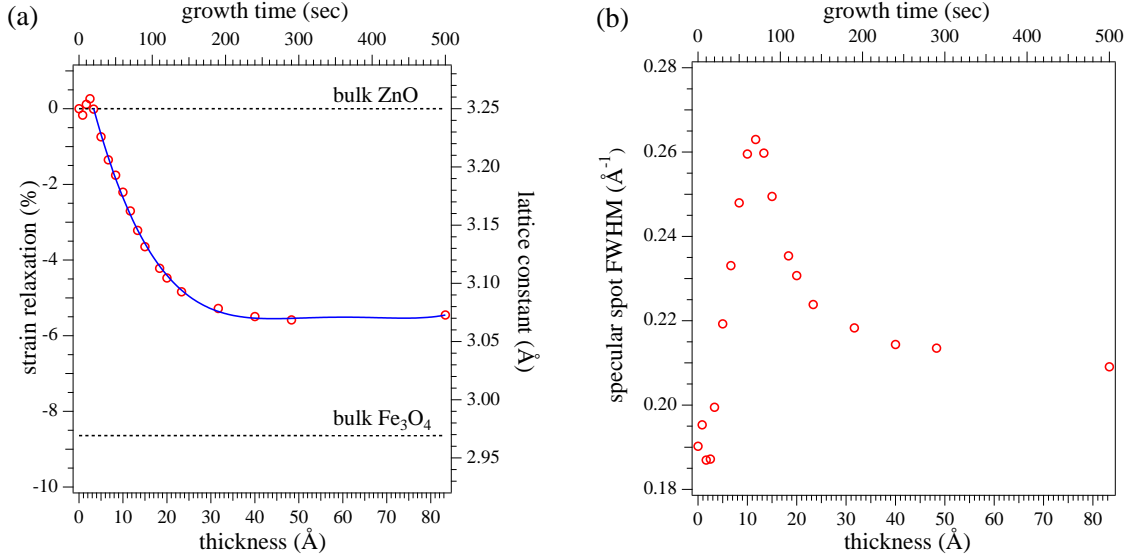 (a)
growth time (sec)
0 100 200 300 400 500
bulk ZnO
bulk Fe3O4
strain relaxation (%)
0
-2
-4
-6
-8
-10
lattice constant (Å)
3.25
3.20
3.15
3.10
3.05
3.00
2.95
0 10 20 30 40 50 60 70 80
thickness (Å)
(b)
growth time (sec)
0 100 200 300 400 500
specular spot FWHM (Å⁻¹)
0.28
0.26
0.24
0.22
0.20
0.18
0 10 20 30 40 50 60 70 80
thickness (Å)